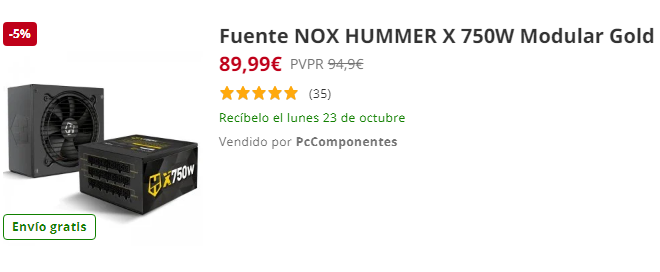 -5%
Fuente NOX HUMMER X 750W Modular Gold
89,99€ PVPR 94,9€
(35)
Recíbelo el lunes 23 de octubre
Vendido por PcComponentes
X750W
Envío gratis